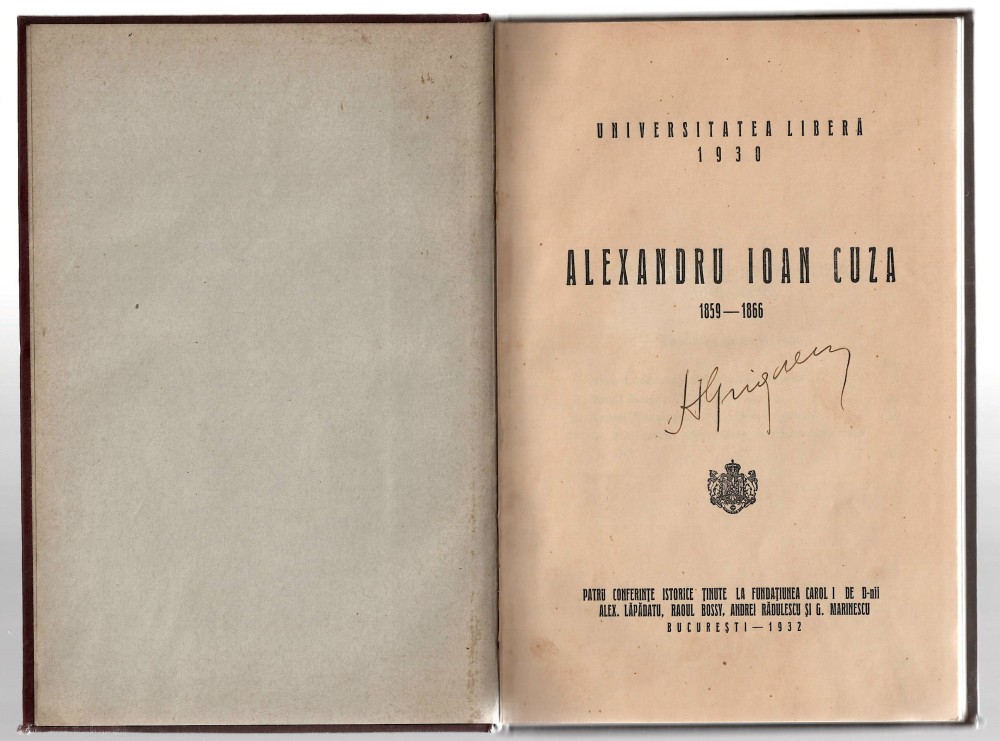 UNIVERSITATEA LIBERĂ
1930
ALEXANDRU IOAN CUZA
1859—1866
PATRU CONFERINȚE ISTORICE ȚINUTE LA FUNDAȚIUNEA CAROL I DE D-nii
ALEX. LĂPĂDATU, RAOUL BOSSY, ANDREI RĂDULESCU ȘI G. MARINESCU
BUCUREȘTI—1932